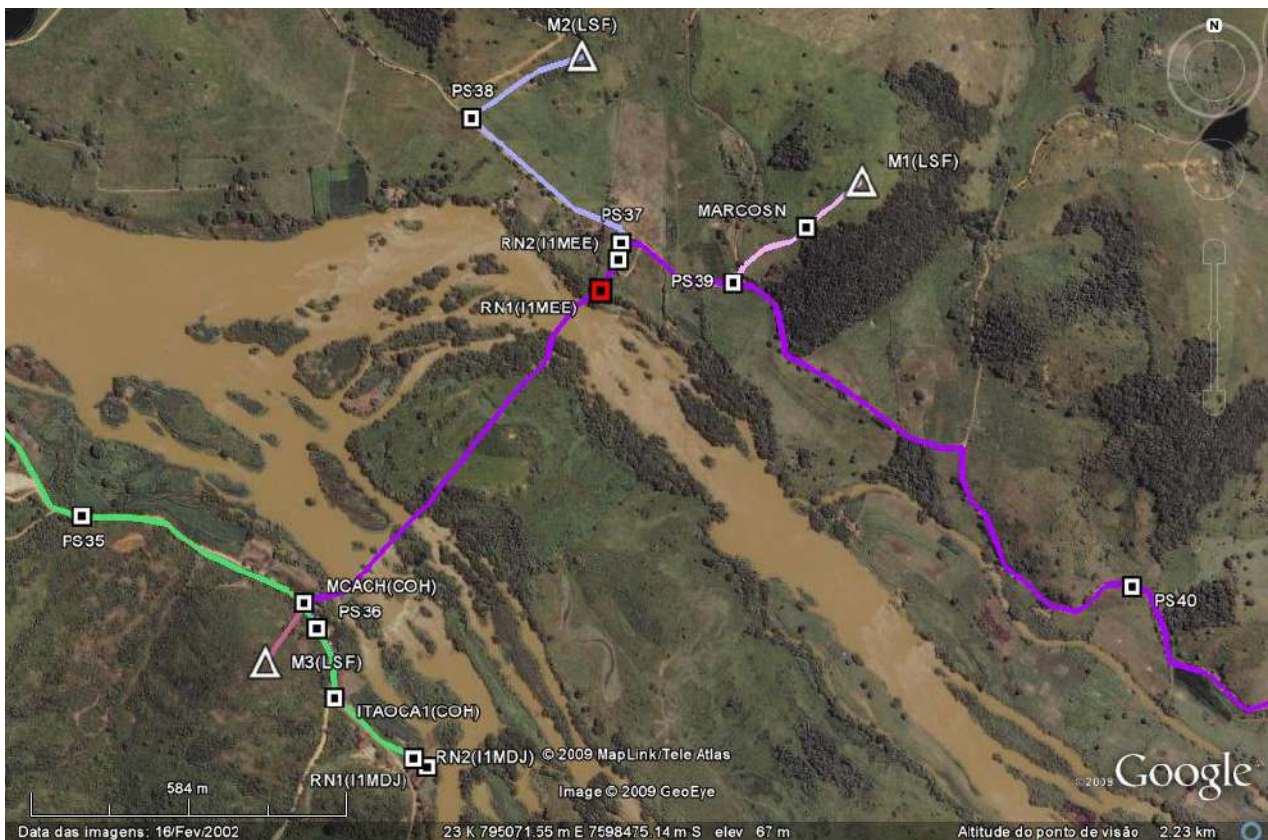 M2(LSF)
N
PS38
M1(LSF)
MARCOSN
PS37
RN2(I1MEE)
PS39
RN1(I1MEE)
PS35
MCACH(COH)
PS40
PS36
M3(LSF)
ITAOCA1(COH)
RN2(I1MDJ)
© 2009 MapLink/Tele Atlas
RN1(I1MDJ)
584 m
Image © 2009 GeoEye
© 2009 Google
Data das imagens: 16/Fev/2002
23 K 795071.55 m E 7598475.14 m S elev 67 m
Altitude do ponto de visão 2.23 km